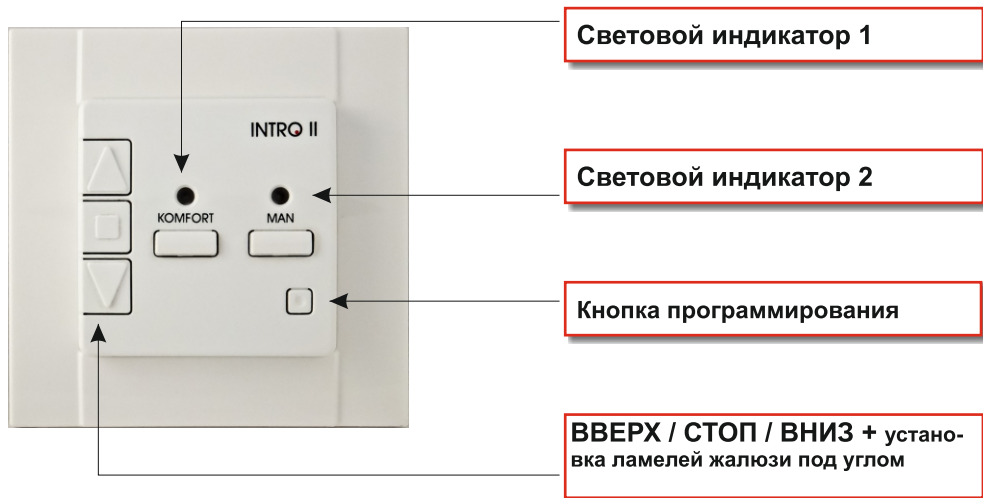 Световой индикатор 1
INTRO II
Световой индикатор 2
KOMFORT
MAN
Кнопка программирования
ВВЕРХ / СТОП / ВНИЗ + устано-
вка ламелей жалюзи под углом